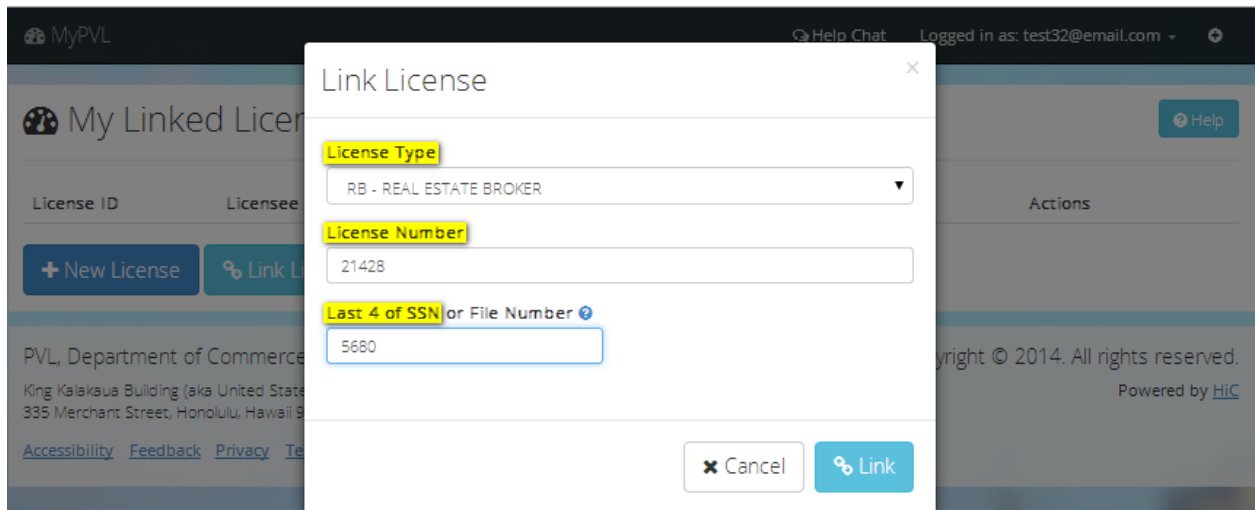 MyPVL Help Chat Logged in as: test32@email.com
Link License ×
My Linked Licen Help
License Type
RB - REAL ESTATE BROKER
License ID Licensee Actions
License Number
21428
New License Link Li
Last 4 of SSN or File Number
5680
PVL, Department of Commerce yright © 2014. All rights reserved.
King Kalakaua Building (aka United State Powered by HiC
335 Merchant Street, Honolulu, Hawaii 9
Accessibility Feedback Privacy Te
Cancel Link